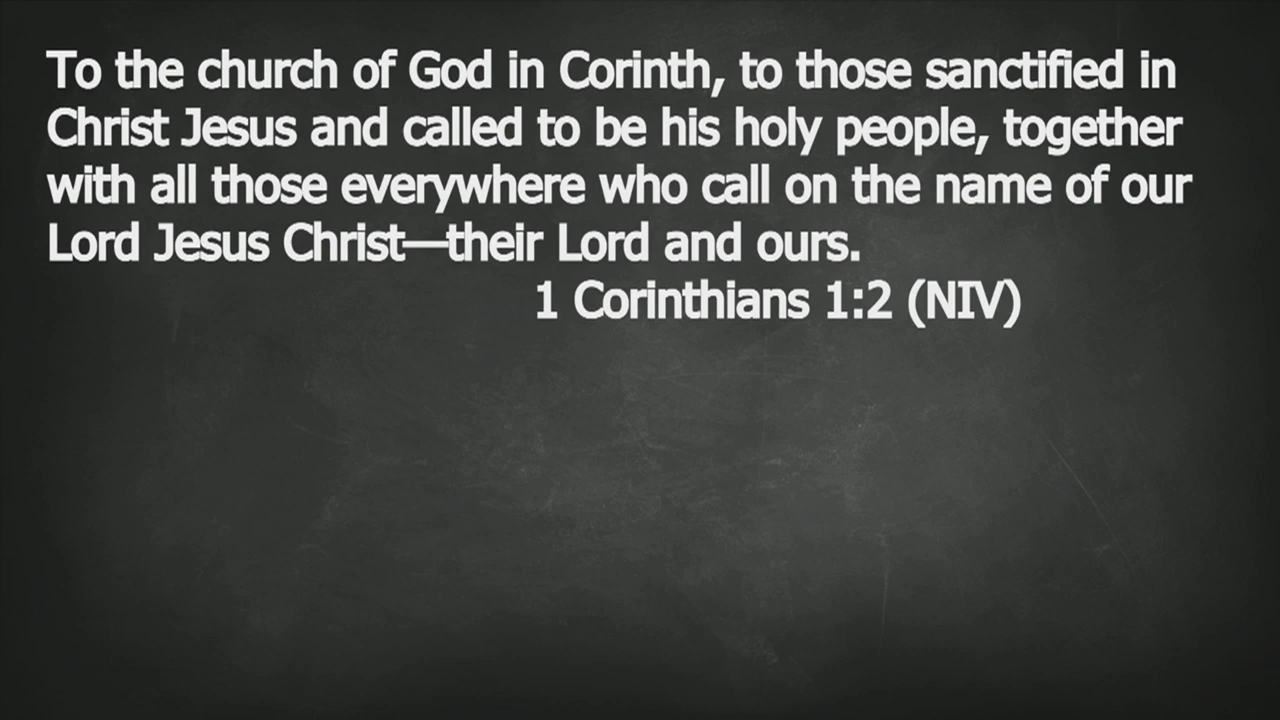 To the church of God in Corinth, to those sanctified in
Christ Jesus and called to be his holy people, together
with all those everywhere who call on the name of our
Lord Jesus Christ—their Lord and ours.
1 Corinthians 1:2 (NIV)